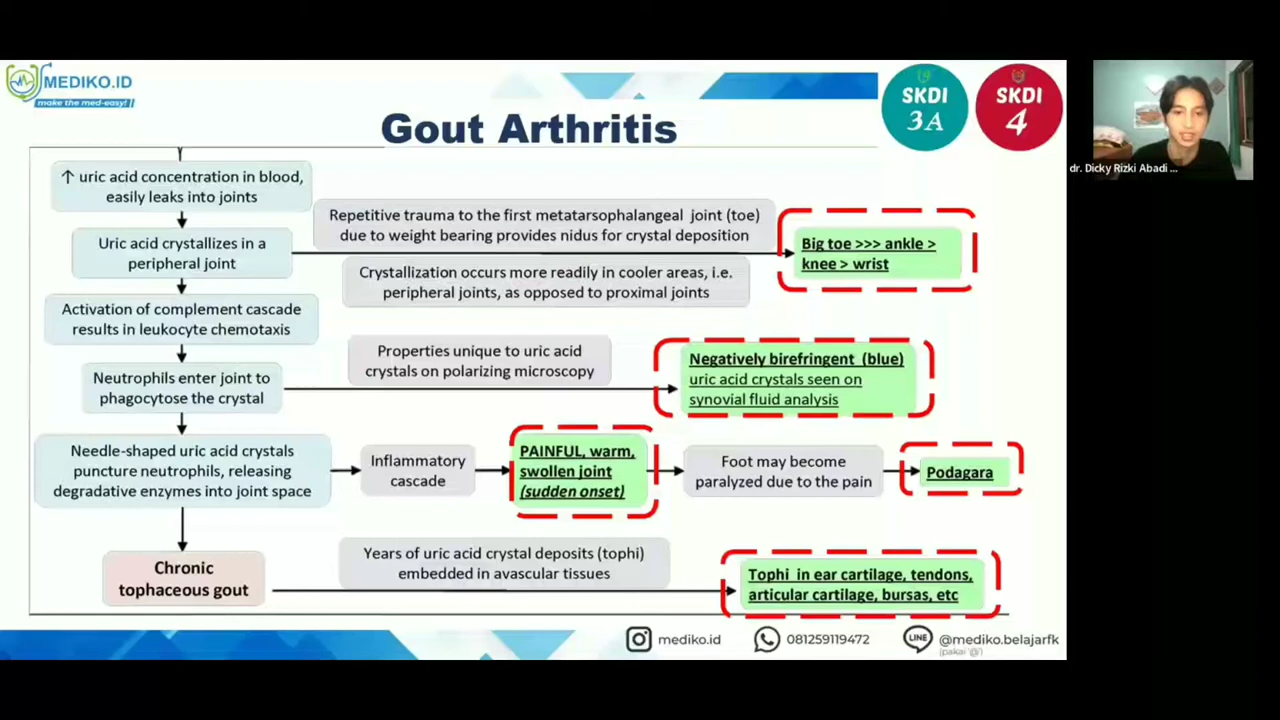 MEDIKO.ID
make the med-easy!
SKDI
3A
SKDI
4
dr. Dicky Rizki Abadi ...
Gout Arthritis
↑ uric acid concentration in blood,
easily leaks into joints
Repetitive trauma to the first metatarsophalangeal joint (toe)
due to weight bearing provides nidus for crystal deposition
Uric acid crystallizes in a
peripheral joint
Big toe >>> ankle >
knee > wrist
Crystallization occurs more readily in cooler areas, i.e.
peripheral joints, as opposed to proximal joints
Activation of complement cascade
results in leukocyte chemotaxis
Properties unique to uric acid
crystals on polarizing microscopy
Negatively birefringent (blue)
uric acid crystals seen on
synovial fluid analysis
Neutrophils enter joint to
phagocytose the crystal
Needle-shaped uric acid crystals
puncture neutrophils, releasing
degradative enzymes into joint space
Inflammatory
cascade
PAINFUL, warm,
swollen joint
(sudden onset)
Foot may become
paralyzed due to the pain
Podagara
Years of uric acid crystal deposits (tophi)
embedded in avascular tissues
Chronic
tophaceous gout
Tophi in ear cartilage, tendons,
articular cartilage, bursas, etc
mediko.id
081259119472
LINE
@mediko.belajarfk
(pakai '@')